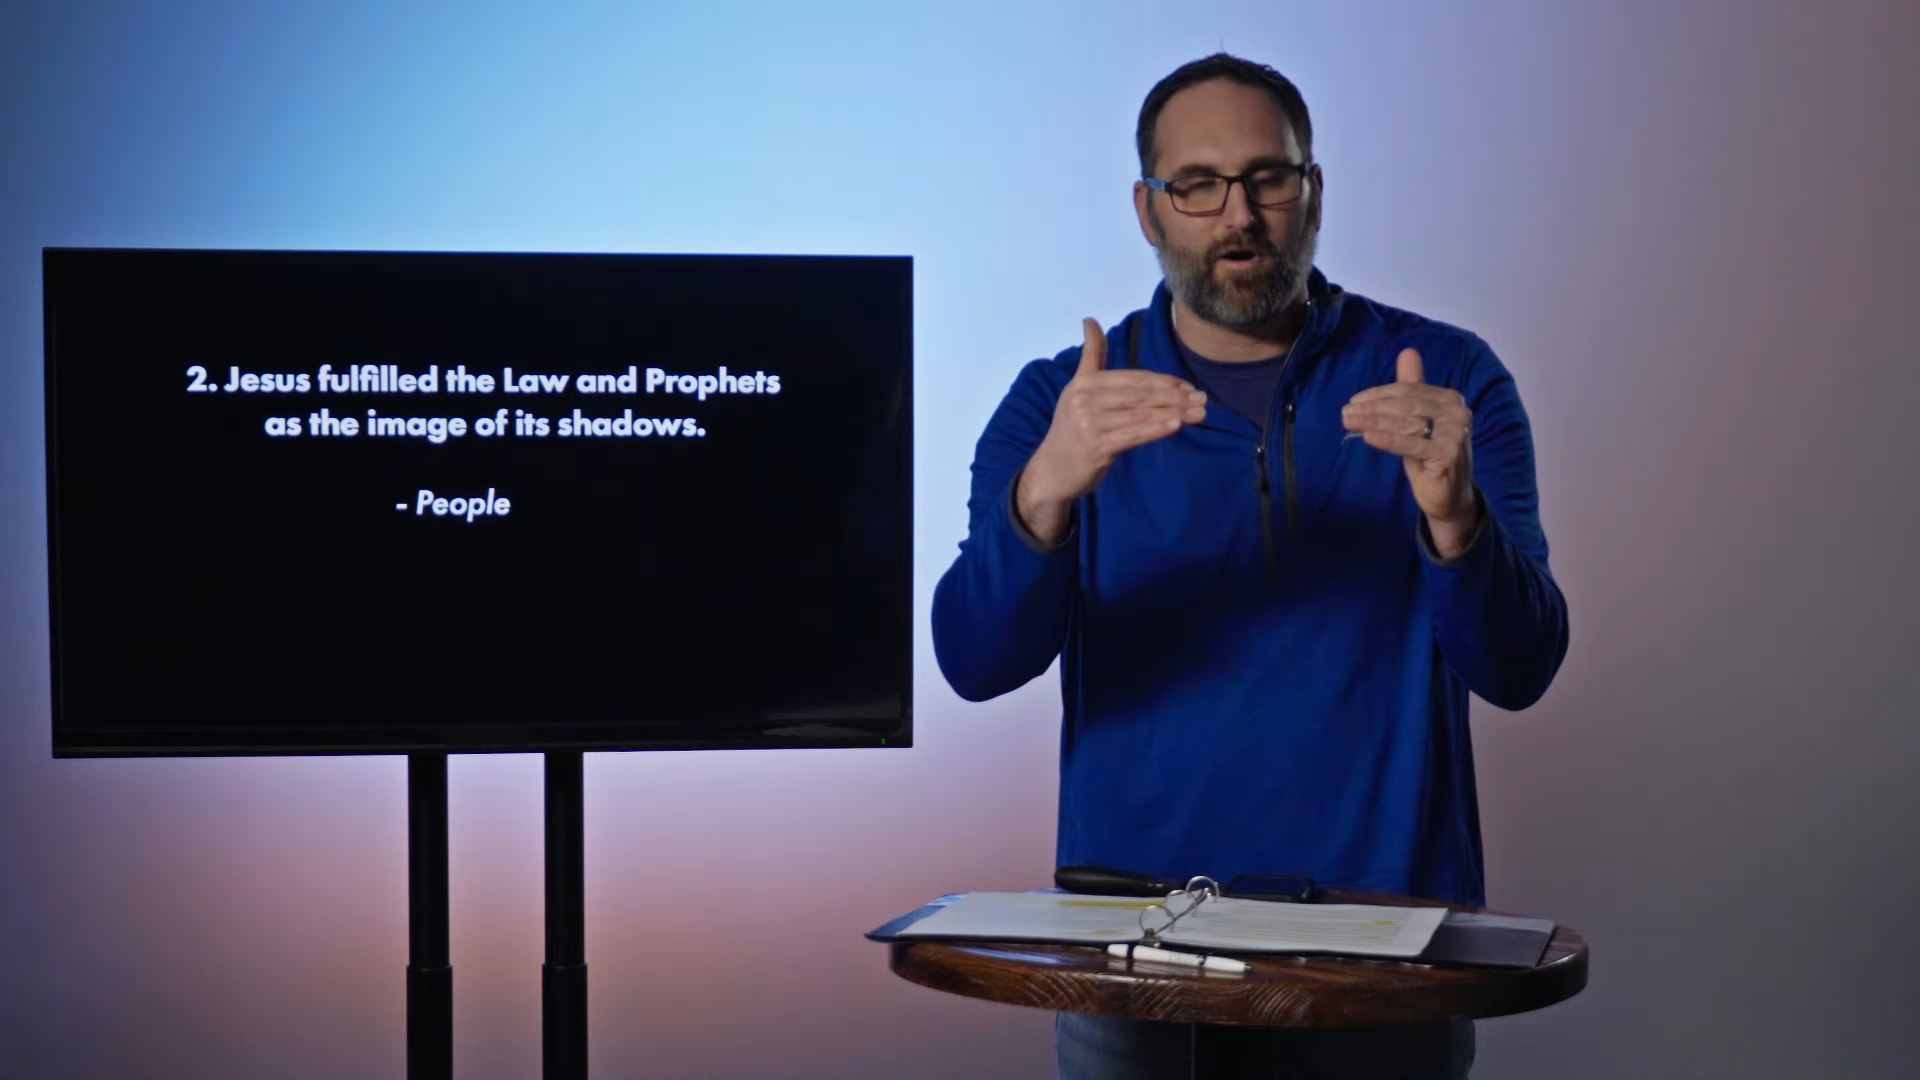 2. Jesus fulfilled the Law and Prophets
as the image of its shadows.
- People